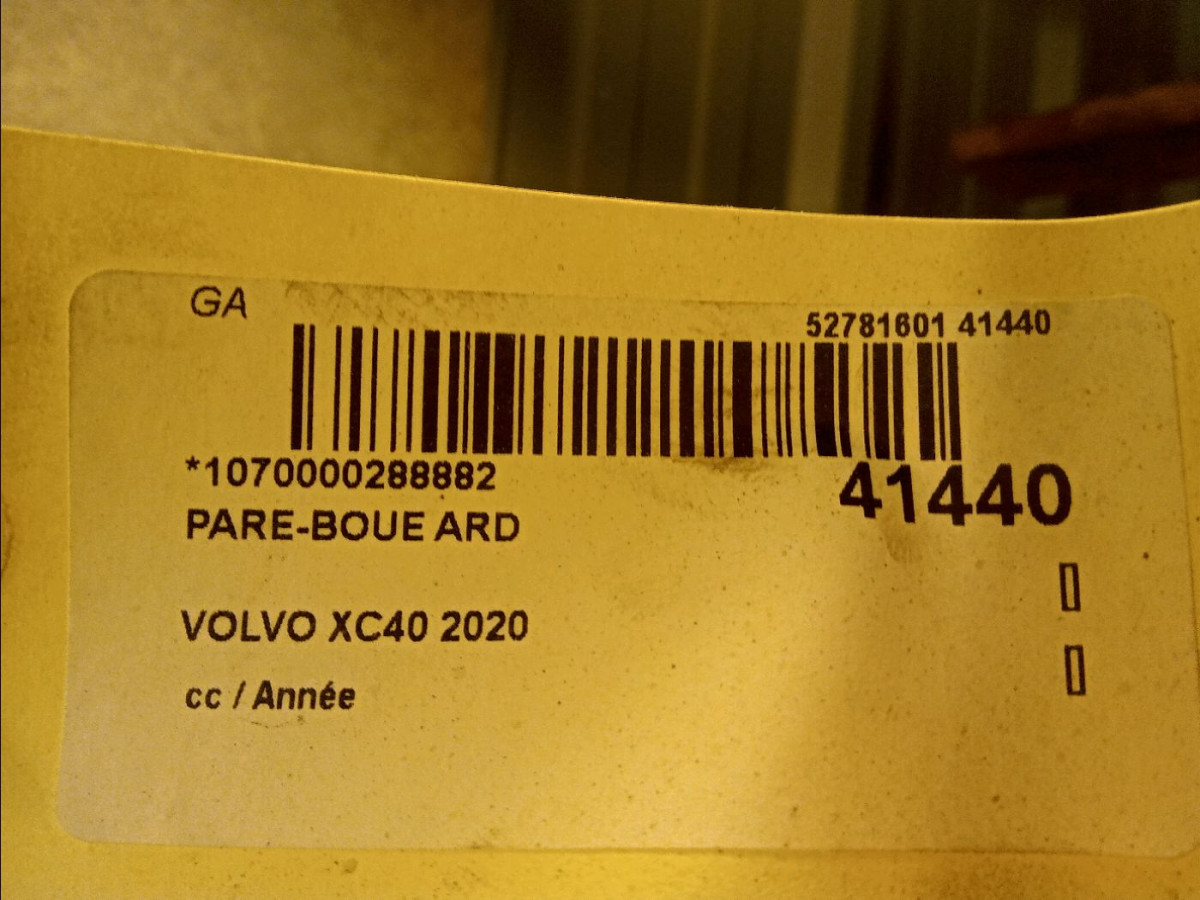 GA
52781601 41440
*1070000288882
41440
PARE-BOUE ARD
VOLVO XC40 2020
cc / Année